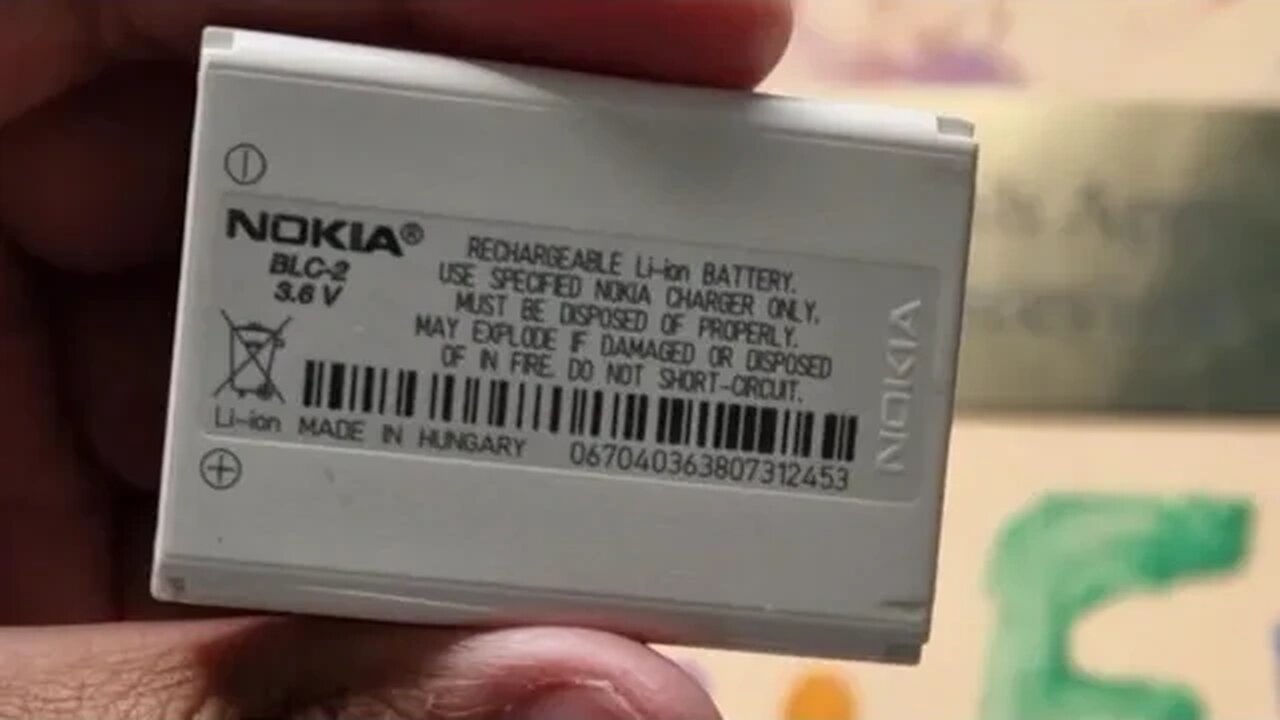 NOKIA®
BLC-2
3.6 V
RECHARGEABLE Li-ion BATTERY.
USE SPECIFIED NOKIA CHARGER ONLY.
MUST BE DISPOSED OF PROPERLY.
MAY EXPLODE IF DAMAGED OR DISPOSED
OF IN FIRE. DO NOT SHORT-CIRCUIT.
Li-ion MADE IN HUNGARY 0670403638073 12453
NOKIA